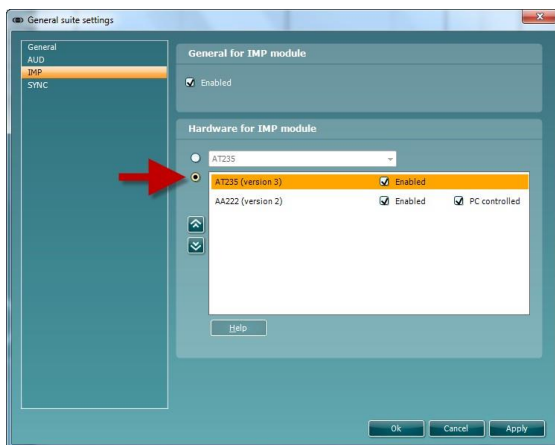 General suite settings
General
AUD
IMP
SYNC
General for IMP module
Enabled
Hardware for IMP module
AT235
AT235 (version 3) Enabled
AA222 (version 2) Enabled PC controlled
Help
Ok Cancel Apply